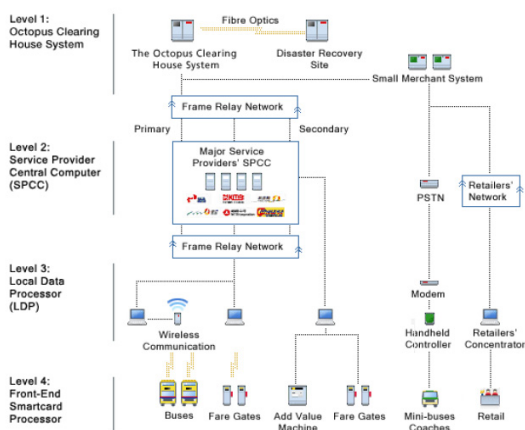 Level 1:
Octopus Clearing
House System
Fibre Optics
The Octopus Clearing
House System
Disaster Recovery
Site
Small Merchant System
Frame Relay Network
Primary
Secondary
Level 2:
Service Provider
Central Computer
(SPCC)
Major Service
Providers' SPCC
PSTN
Retailers'
Network
Frame Relay Network
Level 3:
Local Data
Processor
(LDP)
Wireless
Communication
Modem
Handheld
Controller
Retailers'
Concentrator
Level 4:
Front-End
Smartcard
Processor
Buses
Fare Gates
Add Value
Machine
Fare Gates
Mini-buses
Coaches
Retail